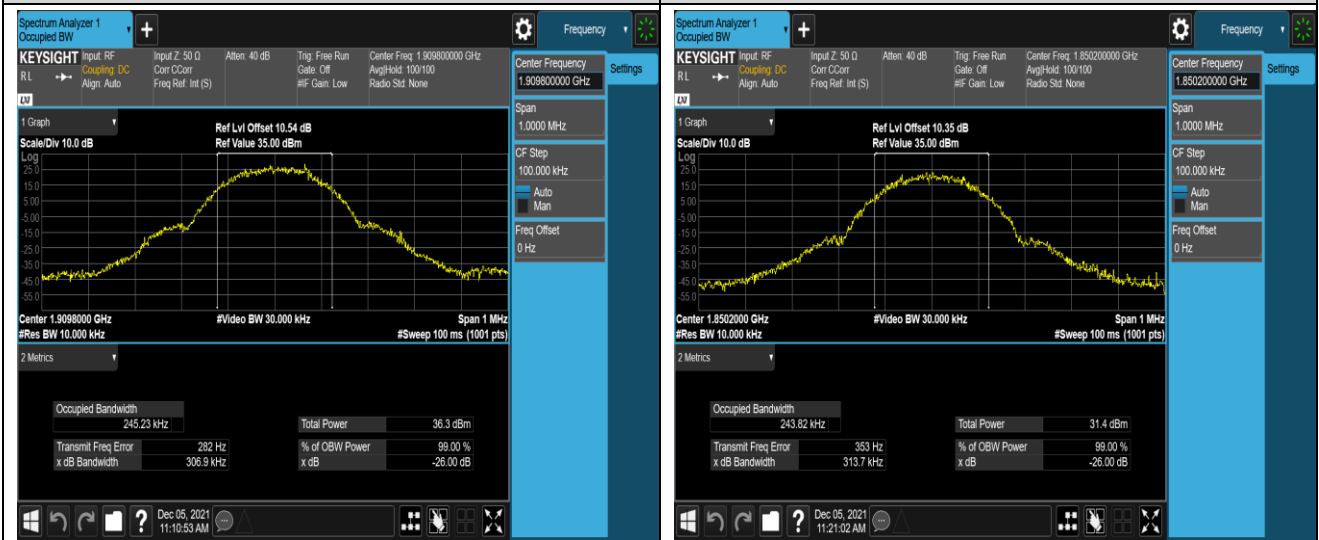 Spectrum Analyzer 1
Occupied BW
+
Frequency
KEYSIGHT
Input: RF
Coupling: DC
Align: Auto
Input Z: 50 Ω
Corr CCorr
Freq Ref: Int (S)
Atten: 40 dB
Trig: Free Run
Gate: Off
#IF Gain: Low
Center Freq: 1.909800000 GHz
Avg|Hold: 100/100
Radio Std: None
R L
LXI
Center Frequency
1.909800000 GHz
Settings
Span
1.0000 MHz
CF Step
100.000 kHz
Auto
Man
Freq Offset
0 Hz
1 Graph
Ref Lvl Offset 10.54 dB
Scale/Div 10.0 dB
Ref Value 35.00 dBm
Log
25.0
15.0
5.00
-5.00
-15.0
-25.0
-35.0
-45.0
-55.0
Center 1.9098000 GHz
#Video BW 30.000 kHz
Span 1 MHz
#Res BW 10.000 kHz
#Sweep 100 ms (1001 pts)
2 Metrics
Occupied Bandwidth
245.23 kHz
Total Power 36.3 dBm
Transmit Freq Error 282 Hz
% of OBW Power 99.00 %
x dB Bandwidth 306.9 kHz
x dB -26.00 dB
?
Dec 05, 2021
11:10:53 AM
Spectrum Analyzer 1
Occupied BW
+
Frequency
KEYSIGHT
Input: RF
Coupling: DC
Align: Auto
Input Z: 50 Ω
Corr CCorr
Freq Ref: Int (S)
Atten: 40 dB
Trig: Free Run
Gate: Off
#IF Gain: Low
Center Freq: 1.850200000 GHz
Avg|Hold: 100/100
Radio Std: None
R L
LXI
Center Frequency
1.850200000 GHz
Settings
Span
1.0000 MHz
CF Step
100.000 kHz
Auto
Man
Freq Offset
0 Hz
1 Graph
Ref Lvl Offset 10.35 dB
Scale/Div 10.0 dB
Ref Value 35.00 dBm
Log
25.0
15.0
5.00
-5.00
-15.0
-25.0
-35.0
-45.0
-55.0
Center 1.8502000 GHz
#Video BW 30.000 kHz
Span 1 MHz
#Res BW 10.000 kHz
#Sweep 100 ms (1001 pts)
2 Metrics
Occupied Bandwidth
243.82 kHz
Total Power 31.4 dBm
Transmit Freq Error 353 Hz
% of OBW Power 99.00 %
x dB Bandwidth 313.7 kHz
x dB -26.00 dB
?
Dec 05, 2021
11:21:02 AM